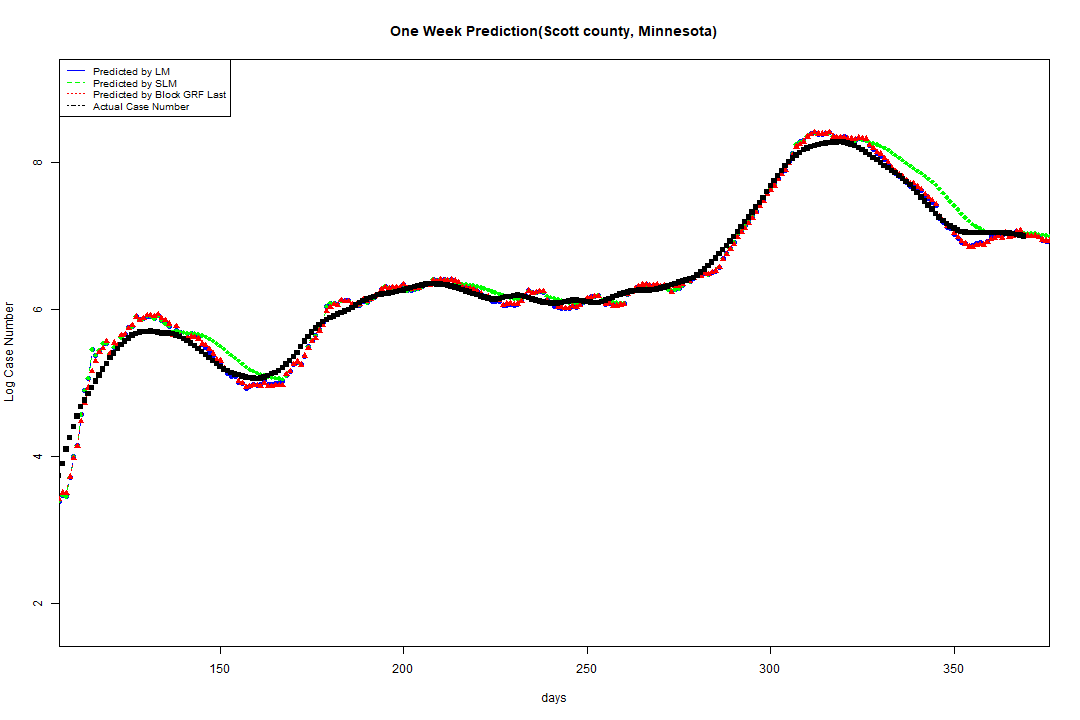 One Week Prediction(Scott county, Minnesota)
Predicted by LM
Predicted by SLM
Predicted by Block GRF Last
Actual Case Number
Log Case Number
8
6
4
2
150 200 250 300 350
days